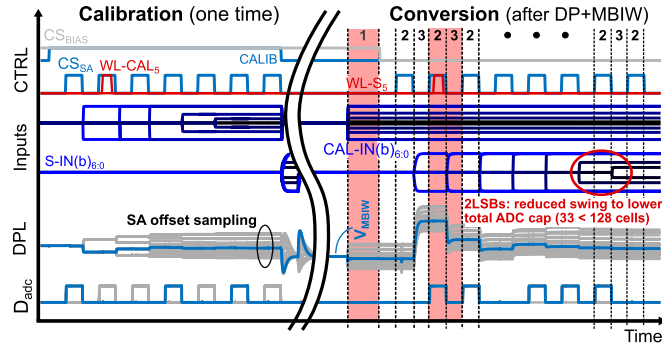 Calibration (one time)
Conversion (after DP+MBIW)
CTRL
CS_BIAS
CS_SA
WL-CAL_5
CALIB
1
2
3
2
3
2
• • •
2
3
2
WL-S_5
Inputs
S-IN(b)_6:0
CAL-IN(b)_6:0
2LSBs: reduced swing to lower
total ADC cap (33 < 128 cells)
DPL
SA offset sampling
V_MBIW
D_adc
Time